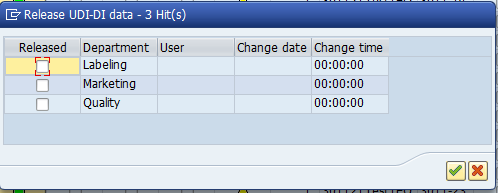 Release UDI-DI data - 3 Hit(s)
Released Department User Change date Change time
Labeling 00:00:00
Marketing 00:00:00
Quality 00:00:00